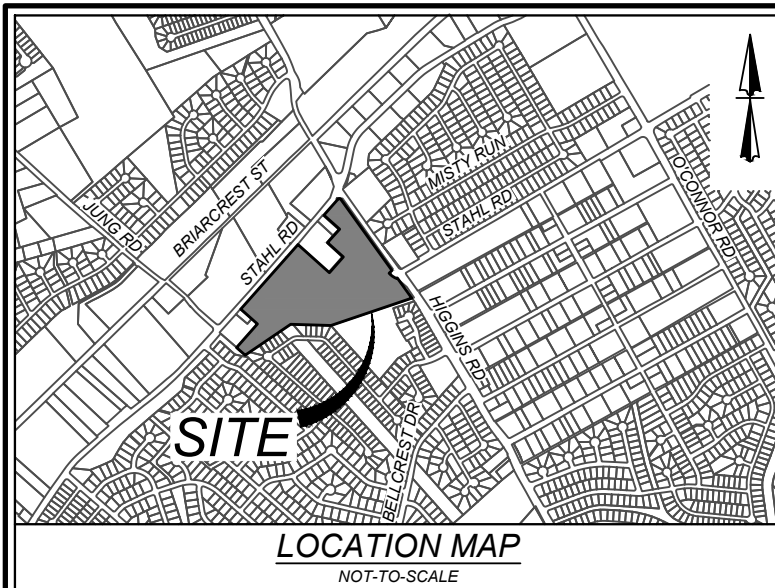 MISTY RUN
STAHL RD
O'CONNOR RD
BRIARCREST ST
JUNG RD
STAHL RD
HIGGINS RD
SITE
BELLCREST DR
LOCATION MAP
NOT-TO-SCALE